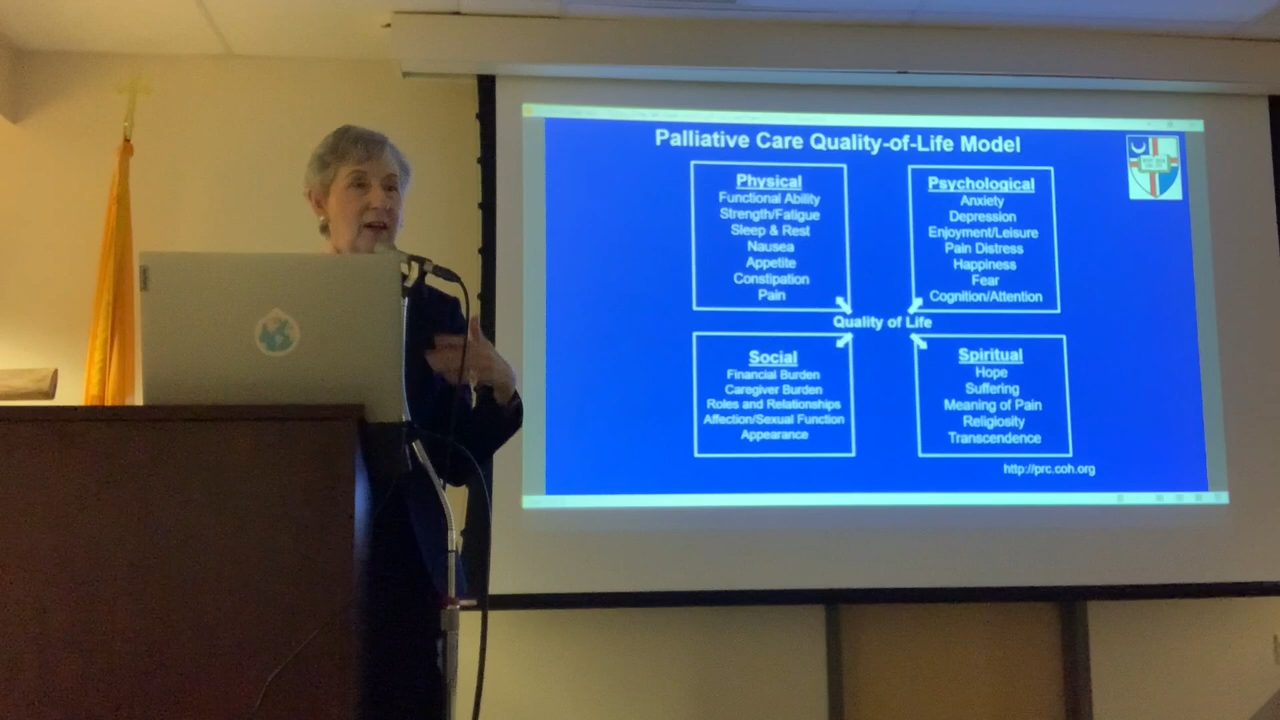 Palliative Care Quality-of-Life Model
Physical
Functional Ability
Strength/Fatigue
Sleep & Rest
Nausea
Appetite
Constipation
Pain
Psychological
Anxiety
Depression
Enjoyment/Leisure
Pain Distress
Happiness
Fear
Cognition/Attention
Quality of Life
Social
Financial Burden
Caregiver Burden
Roles and Relationships
Affection/Sexual Function
Appearance
Spiritual
Hope
Suffering
Meaning of Pain
Religiosity
Transcendence
http://prc.coh.org